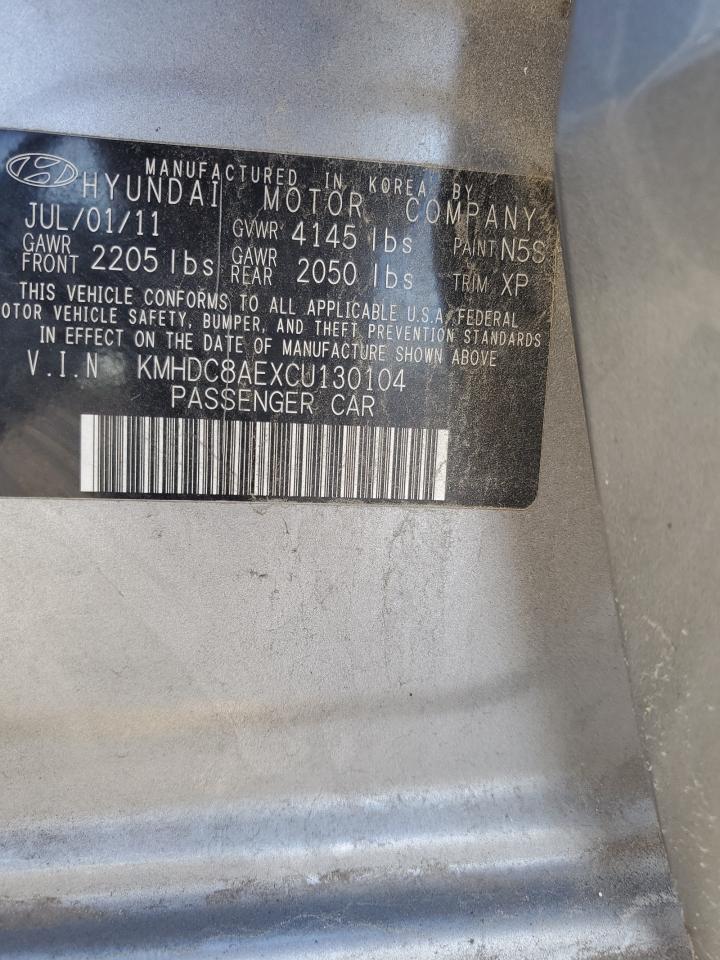 MANUFACTURED IN KOREA BY
HYUNDAI MOTOR COMPANY
JUL/01/11 GVWR 4145 lbs PAINT N5S
GAWR FRONT 2205 lbs GAWR REAR 2050 lbs TRIM XP
THIS VEHICLE CONFORMS TO ALL APPLICABLE U.S.A. FEDERAL
OTOR VEHICLE SAFETY, BUMPER, AND THEFT PREVENTION STANDARDS
IN EFFECT ON THE DATE OF MANUFACTURE SHOWN ABOVE
V.I.N KMHDC8AEXCU130104
PASSENGER CAR